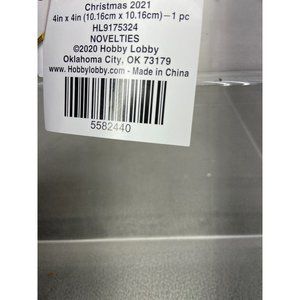 Christmas 2021
4in x 4in (10.16cm x 10.16cm)—1 pc
HL9175324
NOVELTIES
©2020 Hobby Lobby
Oklahoma City, OK 73179
www.Hobbylobby.com - Made in China
5582440